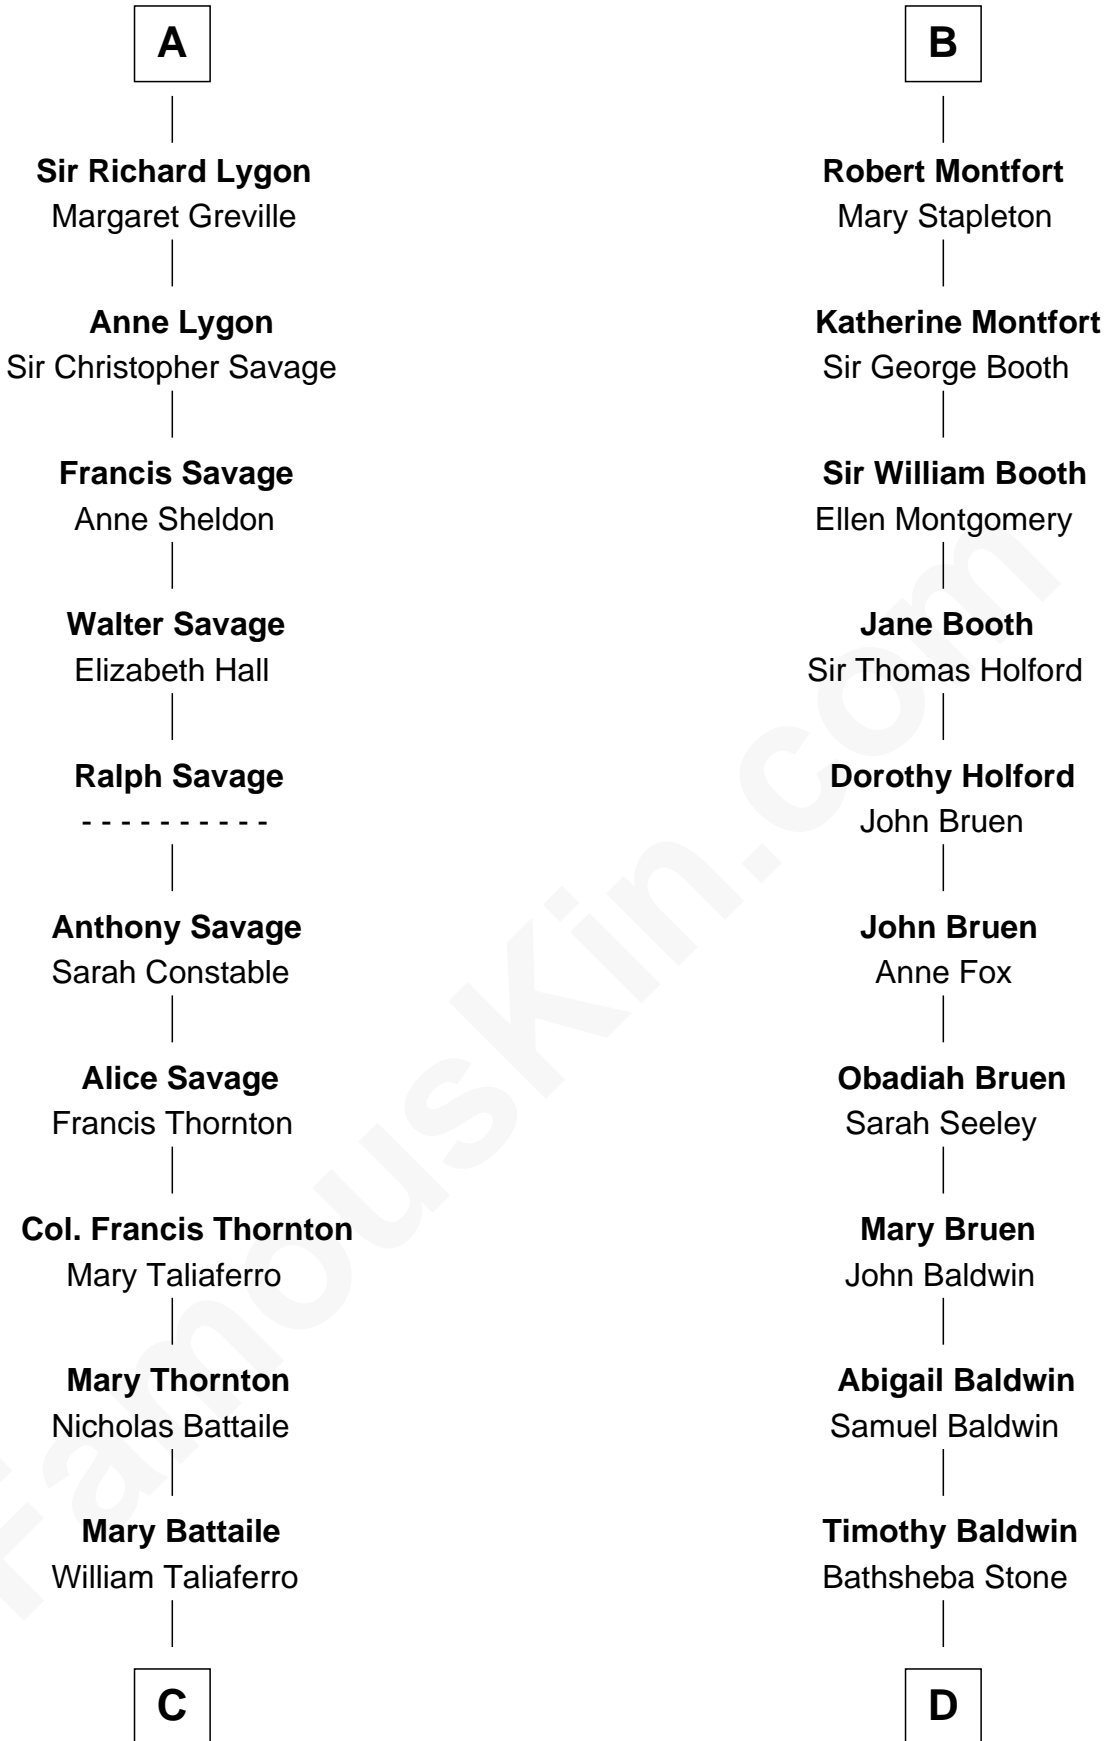 A
Sir Richard Lygon
Margaret Greville
Anne Lygon
Sir Christopher Savage
Francis Savage
Anne Sheldon
Walter Savage
Elizabeth Hall
Ralph Savage
- - - - - - - - - -
Anthony Savage
Sarah Constable
Alice Savage
Francis Thornton
Col. Francis Thornton
Mary Taliaferro
Mary Thornton
Nicholas Battaile
Mary Battaile
William Taliaferro
C
B
Robert Montfort
Mary Stapleton
Katherine Montfort
Sir George Booth
Sir William Booth
Ellen Montgomery
Jane Booth
Sir Thomas Holford
Dorothy Holford
John Bruen
John Bruen
Anne Fox
Obadiah Bruen
Sarah Seeley
Mary Bruen
John Baldwin
Abigail Baldwin
Samuel Baldwin
Timothy Baldwin
Bathsheba Stone
D
FamousKin.com